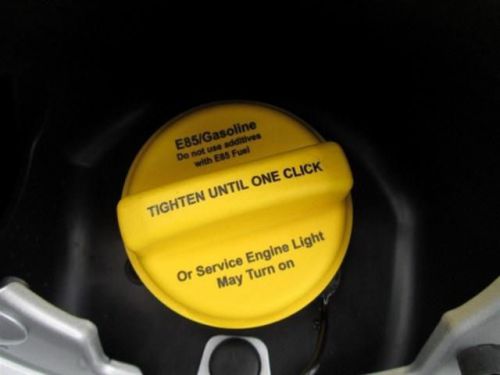 E85/Gasoline
Do not use additives
with E85 Fuel
TIGHTEN UNTIL ONE CLICK
Or Service Engine Light
May Turn on